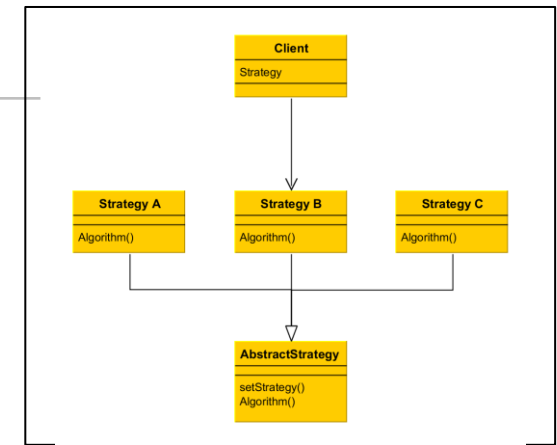 Client
Strategy
Strategy A
Algorithm()
Strategy B
Algorithm()
Strategy C
Algorithm()
AbstractStrategy
setStrategy()
Algorithm()